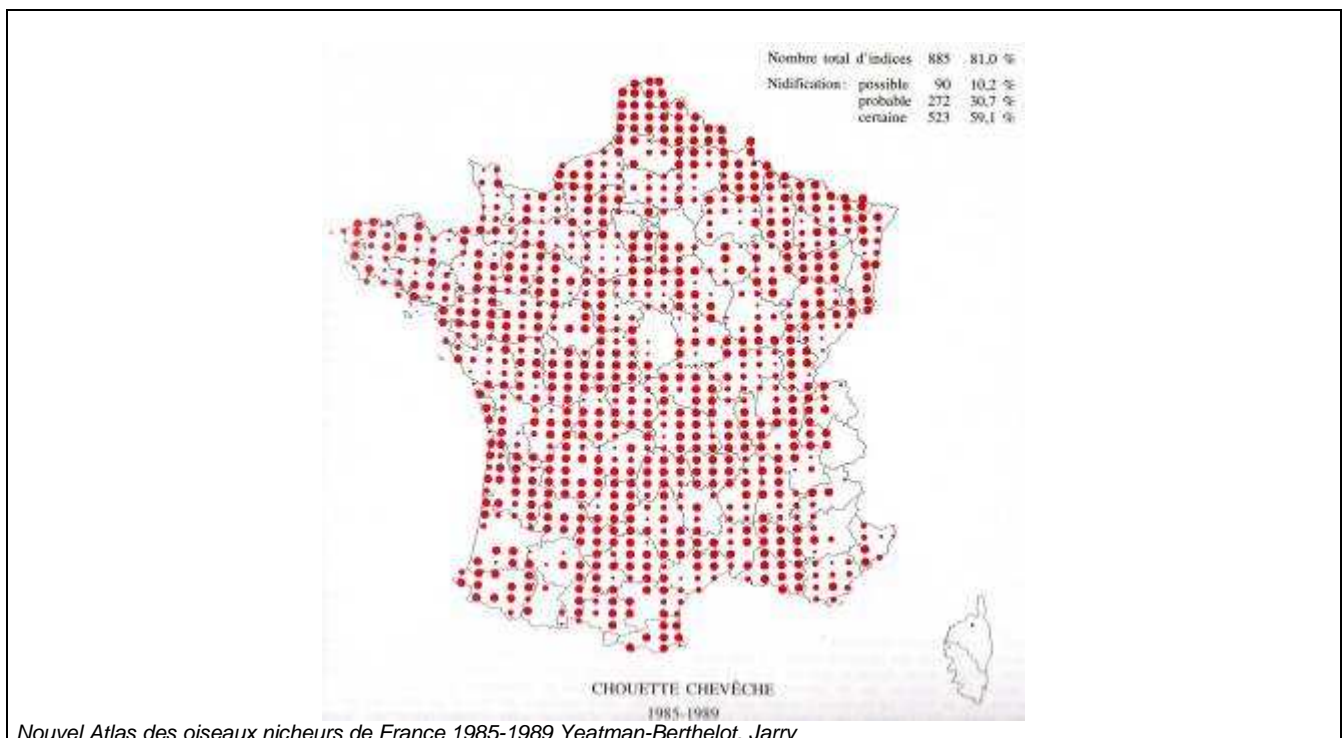 Nombre total d'indices 885 81,0 %
Nidification: possible 90 10,2 %
probable 272 30,7 %
certaine 523 59,1 %
CHOUETTE CHEVÊCHE
1985-1989
Nouvel Atlas des oiseaux nicheurs de France 1985-1989 Yeatman-Berthelot, Jarry